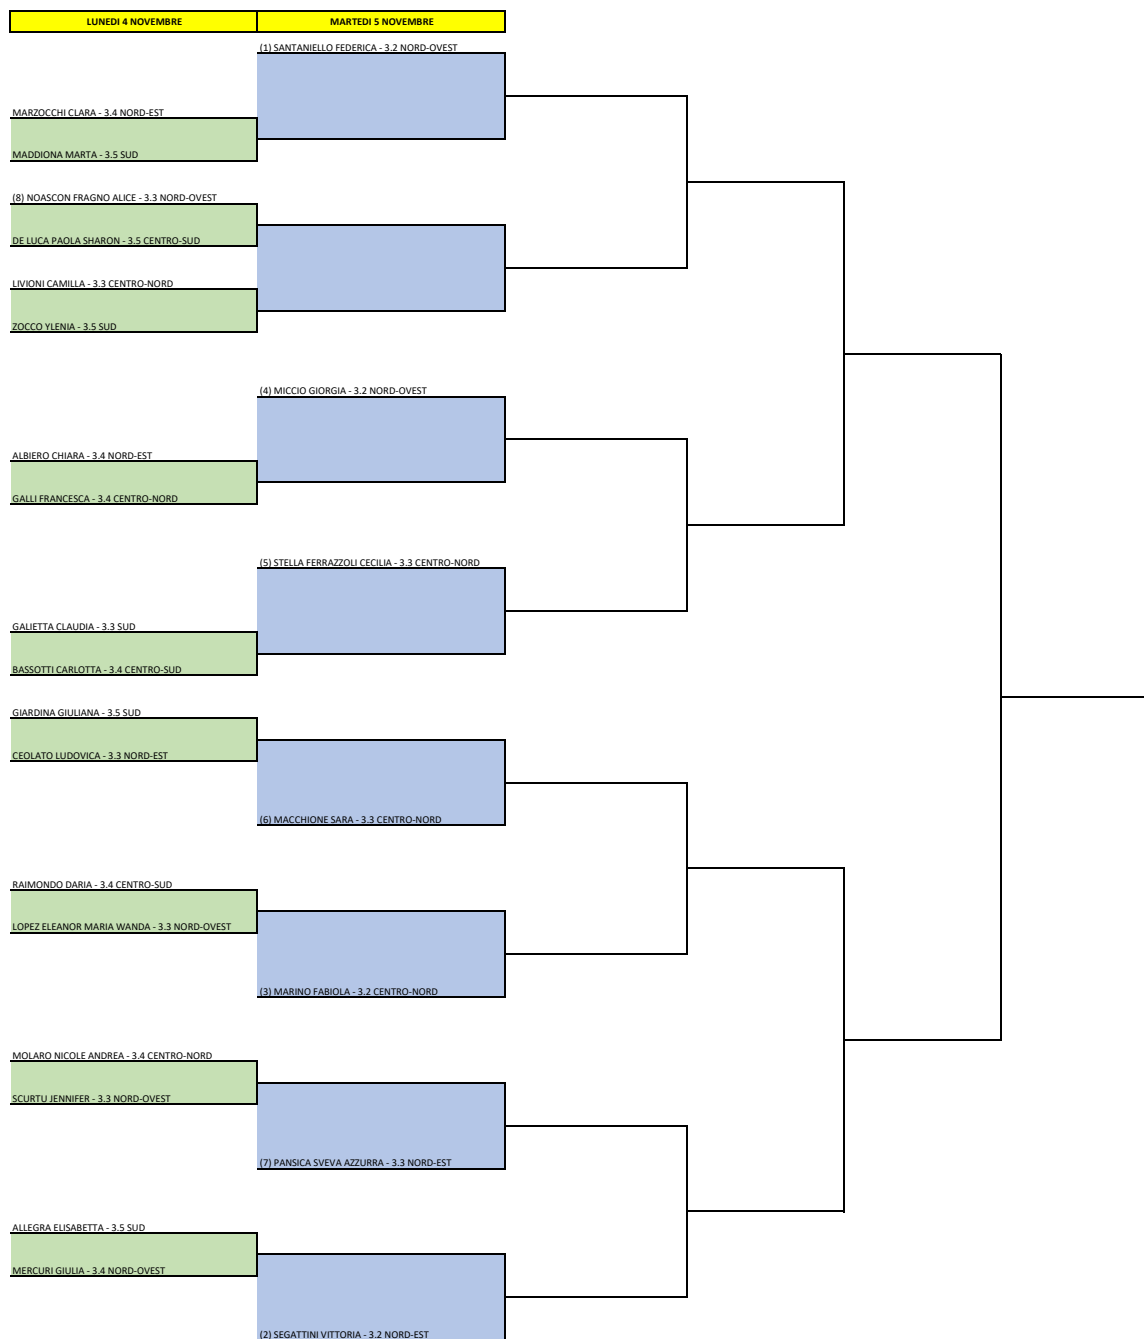 LUNEDI 4 NOVEMBRE
MARTEDI 5 NOVEMBRE
(1) SANTANIELLO FEDERICA - 3.2 NORD-OVEST
MARZOCCHI CLARA - 3.4 NORD-EST
MADDIONA MARTA - 3.5 SUD
(8) NOASCON FRAGNO ALICE - 3.3 NORD-OVEST
DE LUCA PAOLA SHARON - 3.5 CENTRO-SUD
LIVIONI CAMILLA - 3.3 CENTRO-NORD
ZOCCO YLENIA - 3.5 SUD
(4) MICCIO GIORGIA - 3.2 NORD-OVEST
ALBIERO CHIARA - 3.4 NORD-EST
GALLI FRANCESCA - 3.4 CENTRO-NORD
(5) STELLA FERRAZZOLI CECILIA - 3.3 CENTRO-NORD
GALIETTA CLAUDIA - 3.3 SUD
BASSOTTI CARLOTTA - 3.4 CENTRO-SUD
GIARDINA GIULIANA - 3.5 SUD
CEOLATO LUDOVICA - 3.3 NORD-EST
(6) MACCHIONE SARA - 3.3 CENTRO-NORD
RAIMONDO DARIA - 3.4 CENTRO-SUD
LOPEZ ELEANOR MARIA WANDA - 3.3 NORD-OVEST
(3) MARINO FABIOLA - 3.2 CENTRO-NORD
MOLARO NICOLE ANDREA - 3.4 CENTRO-NORD
SCURTU JENNIFER - 3.3 NORD-OVEST
(7) PANSICA SVEVA AZZURRA - 3.3 NORD-EST
ALLEGRA ELISABETTA - 3.5 SUD
MERCURI GIULIA - 3.4 NORD-OVEST
(2) SEGATTINI VITTORIA - 3.2 NORD-EST